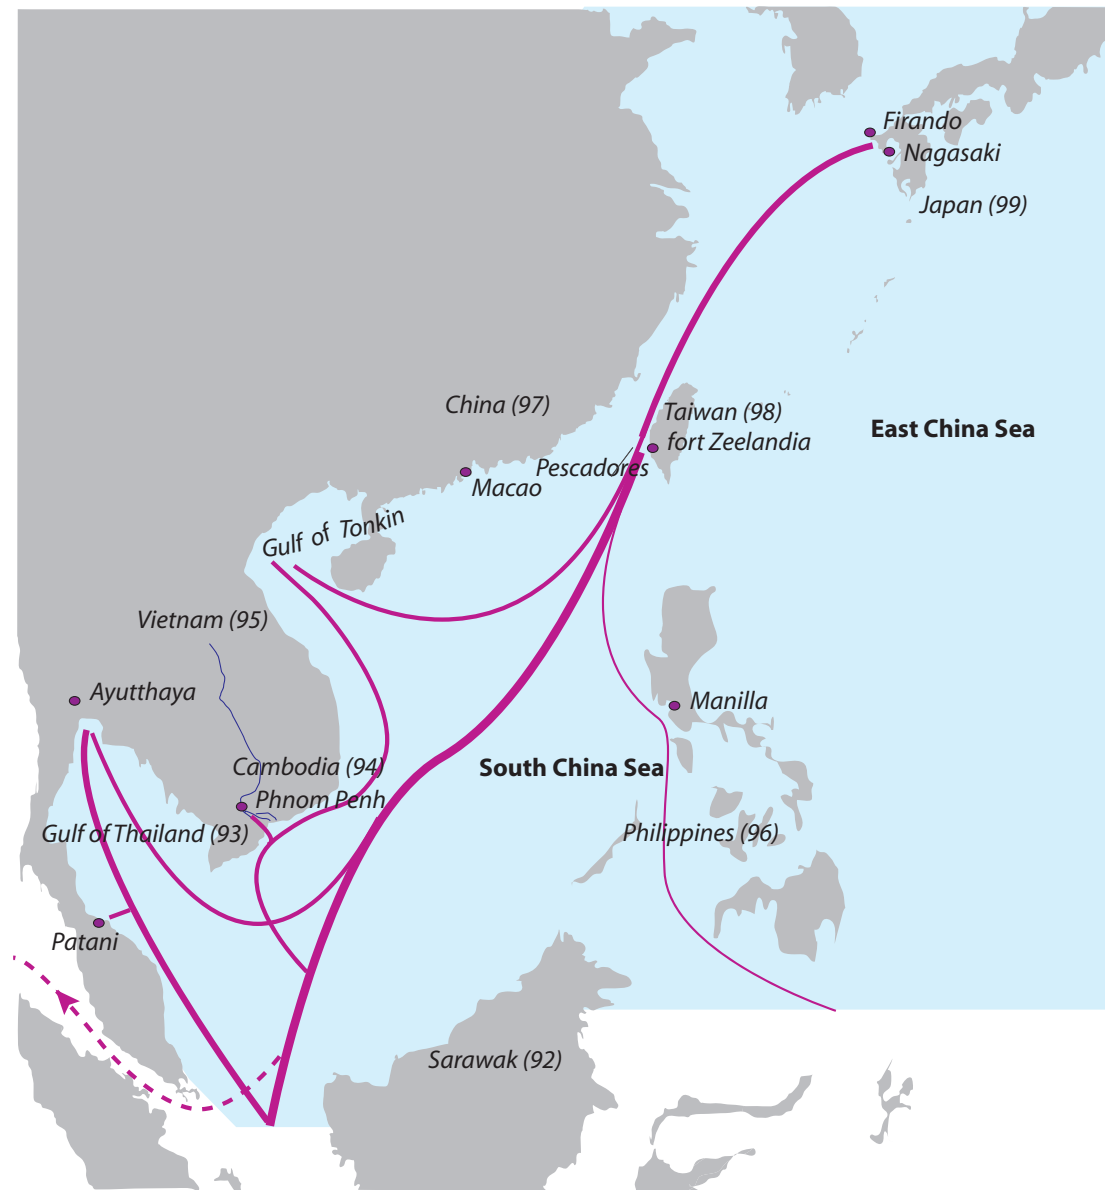 Firando
Nagasaki
Japan (99)
China (97)
Taiwan (98)
fort Zeelandia
East China Sea
Pescadores
Macao
Gulf of Tonkin
Vietnam (95)
Ayutthaya
Manilla
Cambodia (94)
South China Sea
Phnom Penh
Gulf of Thailand (93)
Philippines (96)
Patani
Sarawak (92)